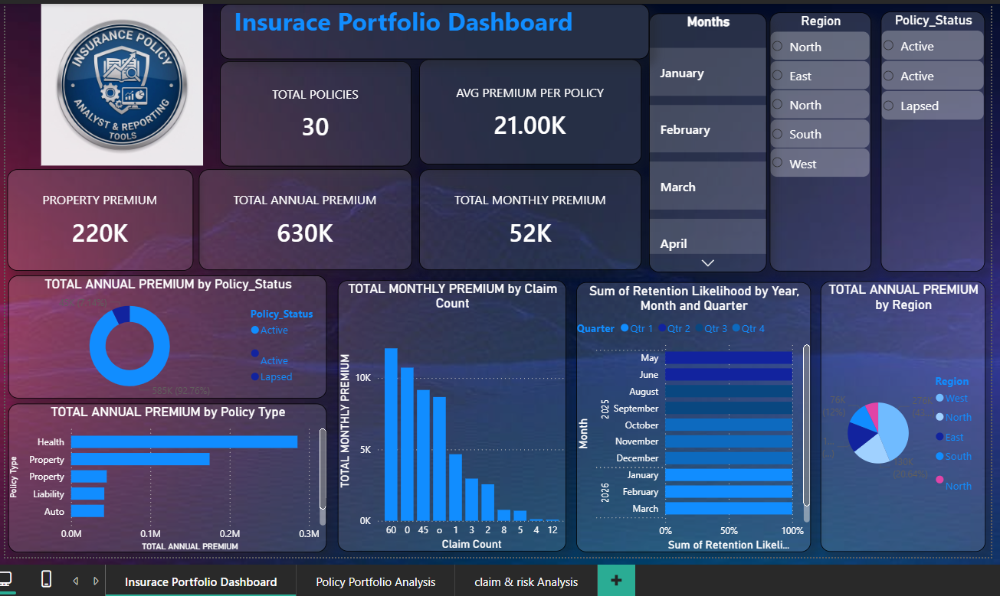 INSURANCE POLICY
ANALYST & REPORTING
TOOLS
Insurace Portfolio Dashboard
TOTAL POLICIES
30
AVG PREMIUM PER POLICY
21.00K
PROPERTY PREMIUM
220K
TOTAL ANNUAL PREMIUM
630K
TOTAL MONTHLY PREMIUM
52K
Months
January
February
March
April
Region
North
East
North
South
West
Policy_Status
Active
Active
Lapsed
TOTAL ANNUAL PREMIUM by Policy_Status
(7.14%)
585K (92.76%)
Policy_Status
Active
Active
Lapsed
TOTAL ANNUAL PREMIUM by Policy Type
Policy Type
Health
Property
Property
Liability
Auto
0.0M 0.1M 0.2M 0.3M
TOTAL ANNUAL PREMIUM
TOTAL MONTHLY PREMIUM by Claim
Count
TOTAL MONTHLY PREMIUM
10K
5K
0K
60 0 45 o 1 3 2 8 5 4 12
Claim Count
Sum of Retention Likelihood by Year,
Month and Quarter
Quarter Qtr 1 Qtr 2 Qtr 3 Qtr 4
Month
2025
May
June
August
September
October
November
December
2026
January
February
March
0% 50% 100%
Sum of Retention Likeli...
TOTAL ANNUAL PREMIUM
by Region
76K
(12%)
276K
(43...)
1...
(...)
130K
(20.64%)
Region
West
North
East
South
North
Insurace Portfolio Dashboard
Policy Portfolio Analysis
claim & risk Analysis
+